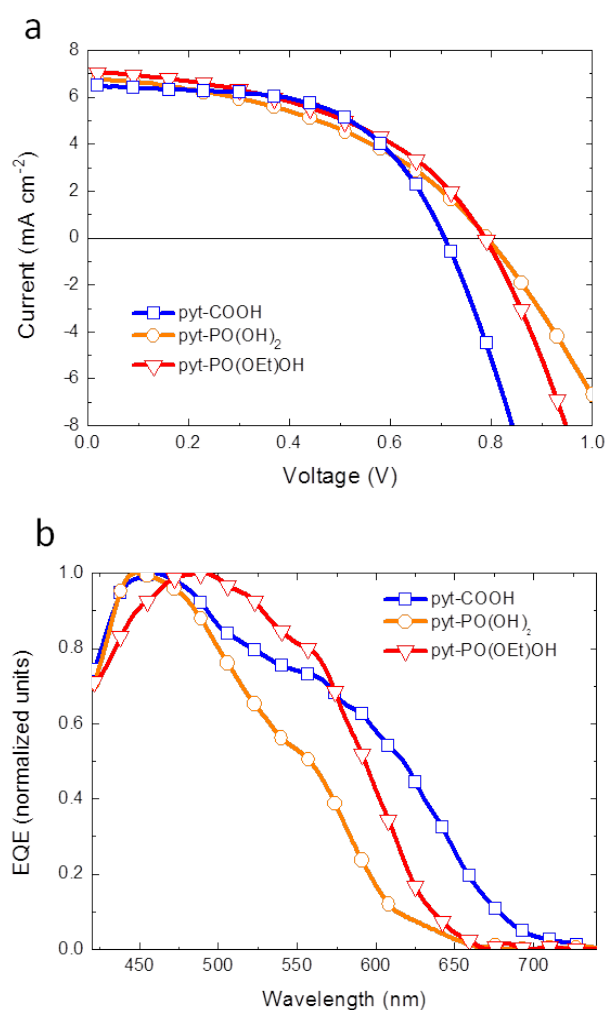 a
8
6
4
2
0
-2
-4
-6
-8
Current (mA cm⁻²)
pyt-COOH
pyt-PO(OH)₂
pyt-PO(OEt)OH
0.0 0.2 0.4 0.6 0.8 1.0
Voltage (V)
b
1.0
0.8
0.6
0.4
0.2
0.0
EQE (normalized units)
pyt-COOH
pyt-PO(OH)₂
pyt-PO(OEt)OH
450 500 550 600 650 700
Wavelength (nm)